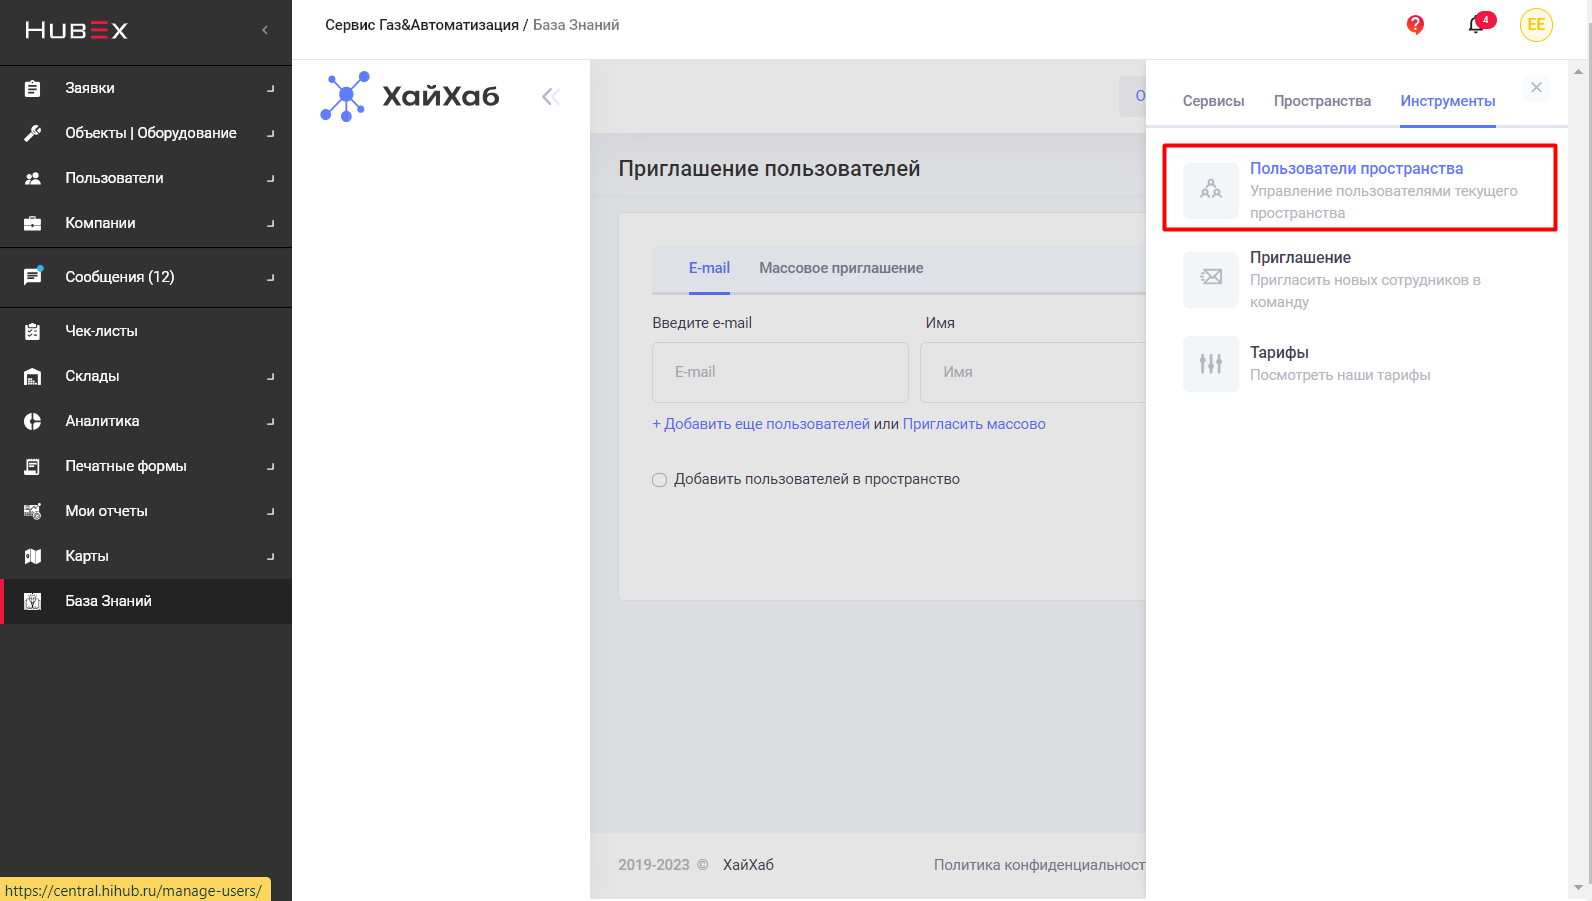 HUBEX
Сервис Газ&Автоматизация / База Знаний
4
EE
Заявки
Объекты | Оборудование
Пользователи
Компании
Сообщения (12)
Чек-листы
Склады
Аналитика
Печатные формы
Мои отчеты
Карты
База Знаний
https://central.hihub.ru/manage-users/
ХайХаб
О
Приглашение пользователей
E-mail Массовое приглашение
Введите e-mail Имя
E-mail Имя
+ Добавить еще пользователей или Пригласить массово
Добавить пользователей в пространство
2019-2023 © ХайХаб Политика конфиденциальност
Сервисы Пространства Инструменты
Пользователи пространства
Управление пользователями текущего
пространства
Приглашение
Пригласить новых сотрудников в
команду
Тарифы
Посмотреть наши тарифы